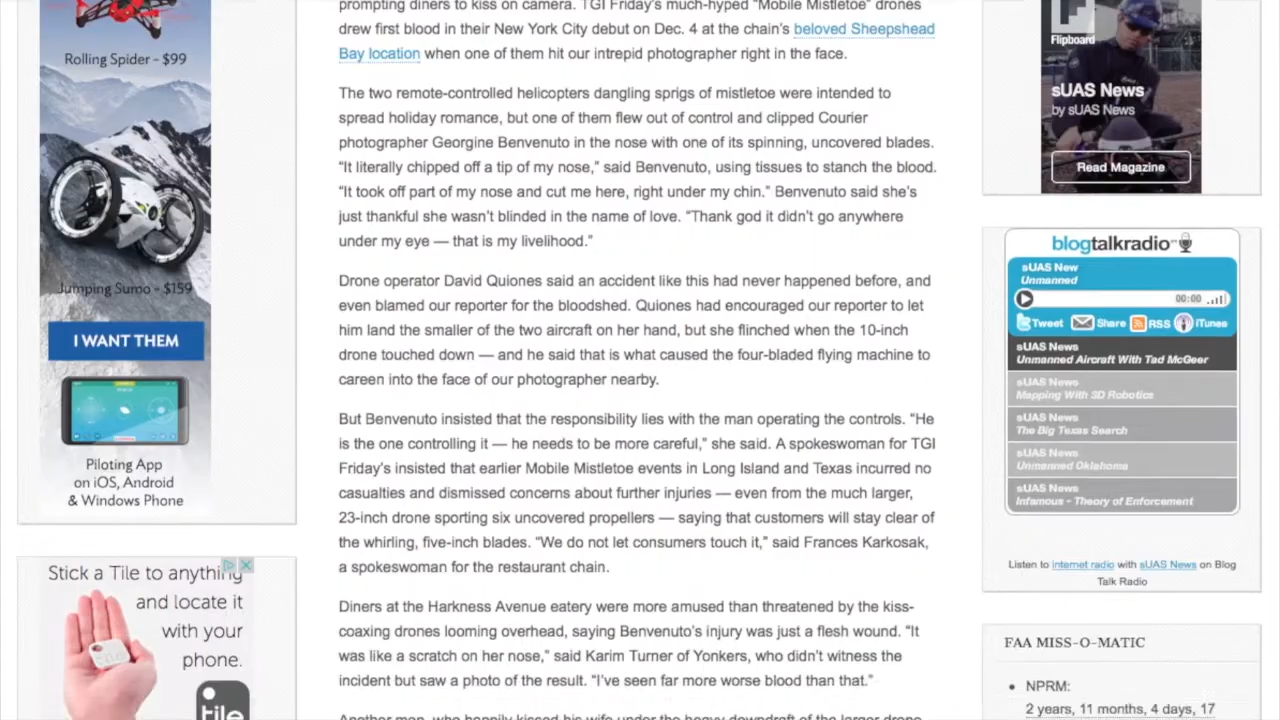 Rolling Spider - $99
Jumping Sumo - $159
I WANT THEM
Piloting App
on iOS, Android
& Windows Phone
Stick a Tile to anything
and locate it
with your
phone.
tile
prompting diners to kiss on camera. TGI Friday's much-hyped “Mobile Mistletoe” drones
drew first blood in their New York City debut on Dec. 4 at the chain's beloved Sheepshead
Bay location when one of them hit our intrepid photographer right in the face.
The two remote-controlled helicopters dangling sprigs of mistletoe were intended to
spread holiday romance, but one of them flew out of control and clipped Courier
photographer Georgine Benvenuto in the nose with one of its spinning, uncovered blades.
“It literally chipped off a tip of my nose,” said Benvenuto, using tissues to stanch the blood.
“It took off part of my nose and cut me here, right under my chin.” Benvenuto said she's
just thankful she wasn't blinded in the name of love. “Thank god it didn't go anywhere
under my eye — that is my livelihood.”
Drone operator David Quiones said an accident like this had never happened before, and
even blamed our reporter for the bloodshed. Quiones had encouraged our reporter to let
him land the smaller of the two aircraft on her hand, but she flinched when the 10-inch
drone touched down — and he said that is what caused the four-bladed flying machine to
careen into the face of our photographer nearby.
But Benvenuto insisted that the responsibility lies with the man operating the controls. “He
is the one controlling it — he needs to be more careful,” she said. A spokeswoman for TGI
Friday's insisted that earlier Mobile Mistletoe events in Long Island and Texas incurred no
casualties and dismissed concerns about further injuries — even from the much larger,
23-inch drone sporting six uncovered propellers — saying that customers will stay clear of
the whirling, five-inch blades. “We do not let consumers touch it,” said Frances Karkosak,
a spokeswoman for the restaurant chain.
Diners at the Harkness Avenue eatery were more amused than threatened by the kiss-
coaxing drones looming overhead, saying Benvenuto's injury was just a flesh wound. “It
was like a scratch on her nose,” said Karim Turner of Yonkers, who didn't witness the
incident but saw a photo of the result. “I've seen far more worse blood than that.”
Another man, who happily kissed his wife under the heavy downdraft of the larger drone
Flipboard
sUAS News
by sUAS News
Read Magazine
blogtalkradio
sUAS New
Unmanned
00:00
Tweet Share RSS iTunes
sUAS News
Unmanned Aircraft With Tad McGeer
sUAS News
Mapping With 3D Robotics
sUAS News
The Big Texas Search
sUAS News
Unmanned Oklahoma
sUAS News
Infamous - Theory of Enforcement
Listen to internet radio with sUAS News on Blog
Talk Radio
FAA MISS-O-MATIC
NPRM:
2 years, 11 months, 4 days, 17